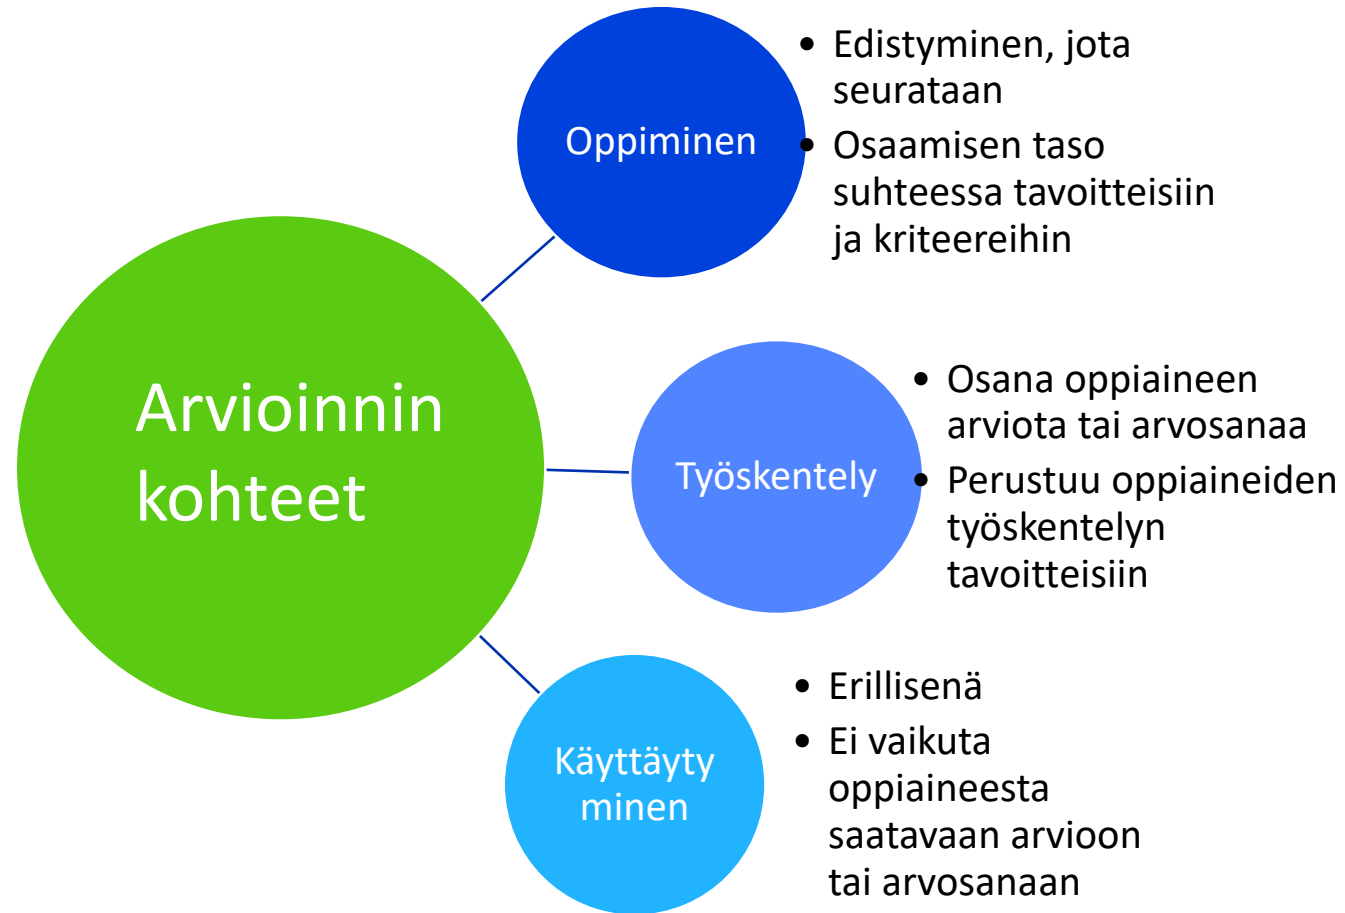 Arvioinnin
kohteet
Oppiminen
• Edistyminen, jota
seurataan
• Osaamisen taso
suhteessa tavoitteisiin
ja kriteereihin
Työskentely
• Osana oppiaineen
arviota tai arvosanaa
• Perustuu oppiaineiden
työskentelyn
tavoitteisiin
Käyttäyty
minen
• Erillisenä
• Ei vaikuta
oppiaineesta
saatavaan arvioon
tai arvosanaan